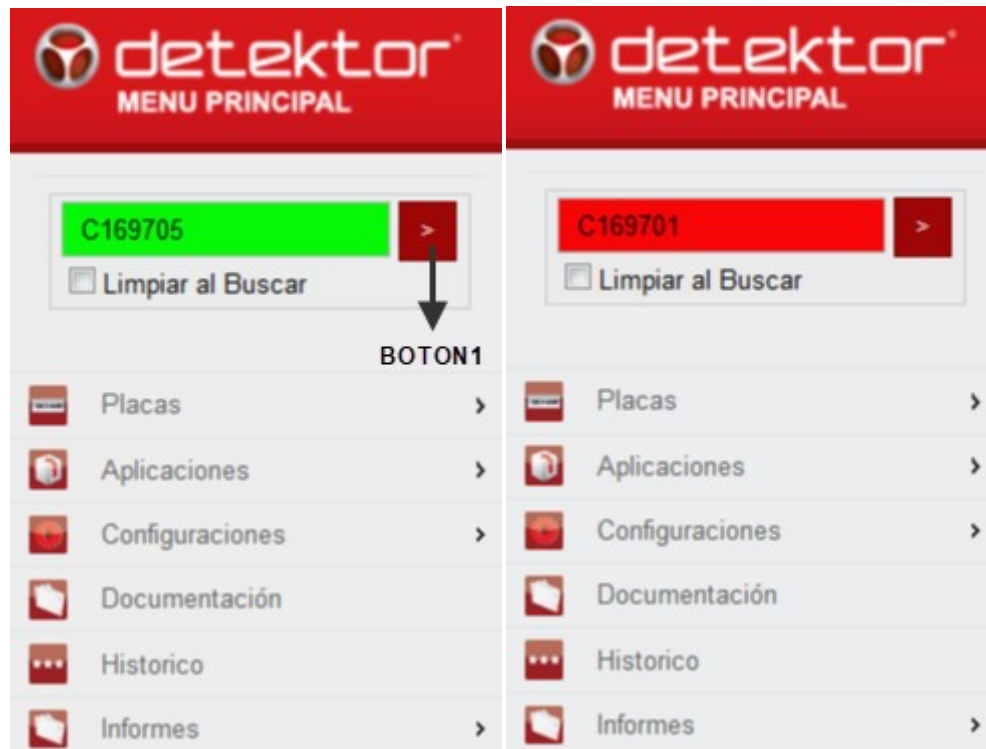 detektor
MENU PRINCIPAL
C169705
>
Limpiar al Buscar
BOTON1
Placas
Aplicaciones
Configuraciones
Documentación
Historico
Informes
detektor
MENU PRINCIPAL
C169701
>
Limpiar al Buscar
Placas
Aplicaciones
Configuraciones
Documentación
Historico
Informes